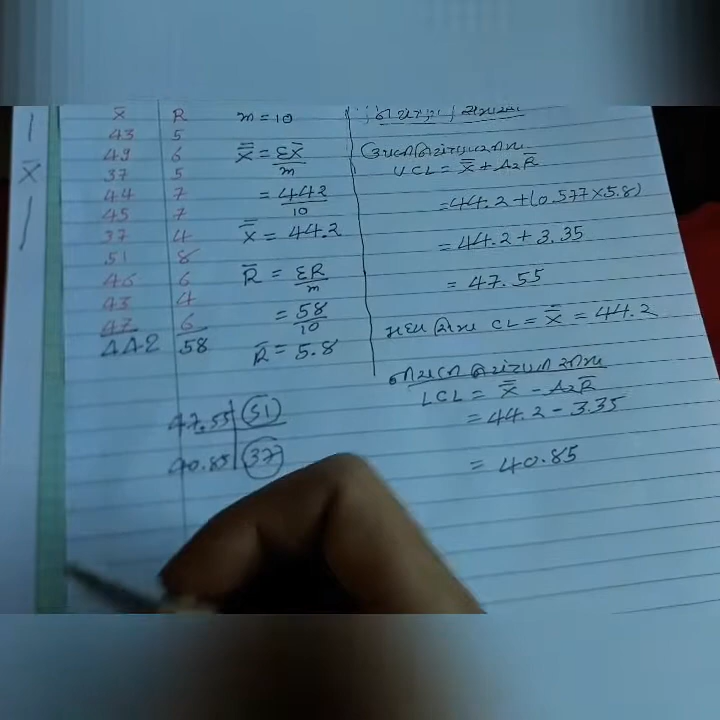 X̄ R
43 5
49 6
37 5
44 7
45 7
37 4
51 8
46 6
43 4
47 6
442 58
m = 10
X̿ = ΣX̄/m
= 442/10
X̿ = 44.2
R̄ = ΣR/m
= 58/10
R̄ = 5.8
47.55 | 51
40.85 | 37
UCL = X̿ + A₂R̄
= 44.2 + (0.577 × 5.8)
= 44.2 + 3.35
= 47.55
CL = X̿ = 44.2
LCL = X̿ - A₂R̄
= 44.2 - 3.35
= 40.85
X̄